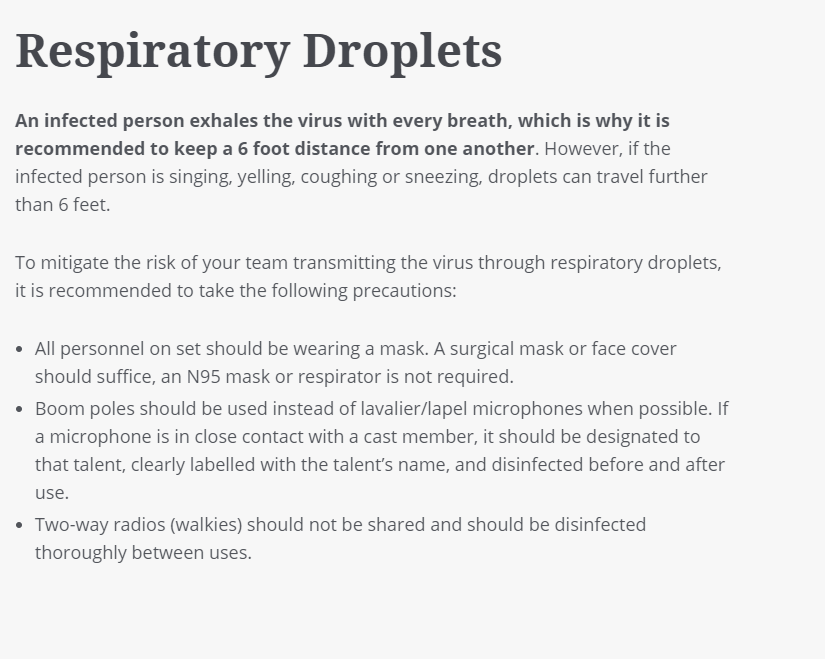 Respiratory Droplets
An infected person exhales the virus with every breath, which is why it is
recommended to keep a 6 foot distance from one another. However, if the
infected person is singing, yelling, coughing or sneezing, droplets can travel further
than 6 feet.
To mitigate the risk of your team transmitting the virus through respiratory droplets,
it is recommended to take the following precautions:
• All personnel on set should be wearing a mask. A surgical mask or face cover
should suffice, an N95 mask or respirator is not required.
• Boom poles should be used instead of lavalier/lapel microphones when possible. If
a microphone is in close contact with a cast member, it should be designated to
that talent, clearly labelled with the talent’s name, and disinfected before and after
use.
• Two-way radios (walkies) should not be shared and should be disinfected
thoroughly between uses.